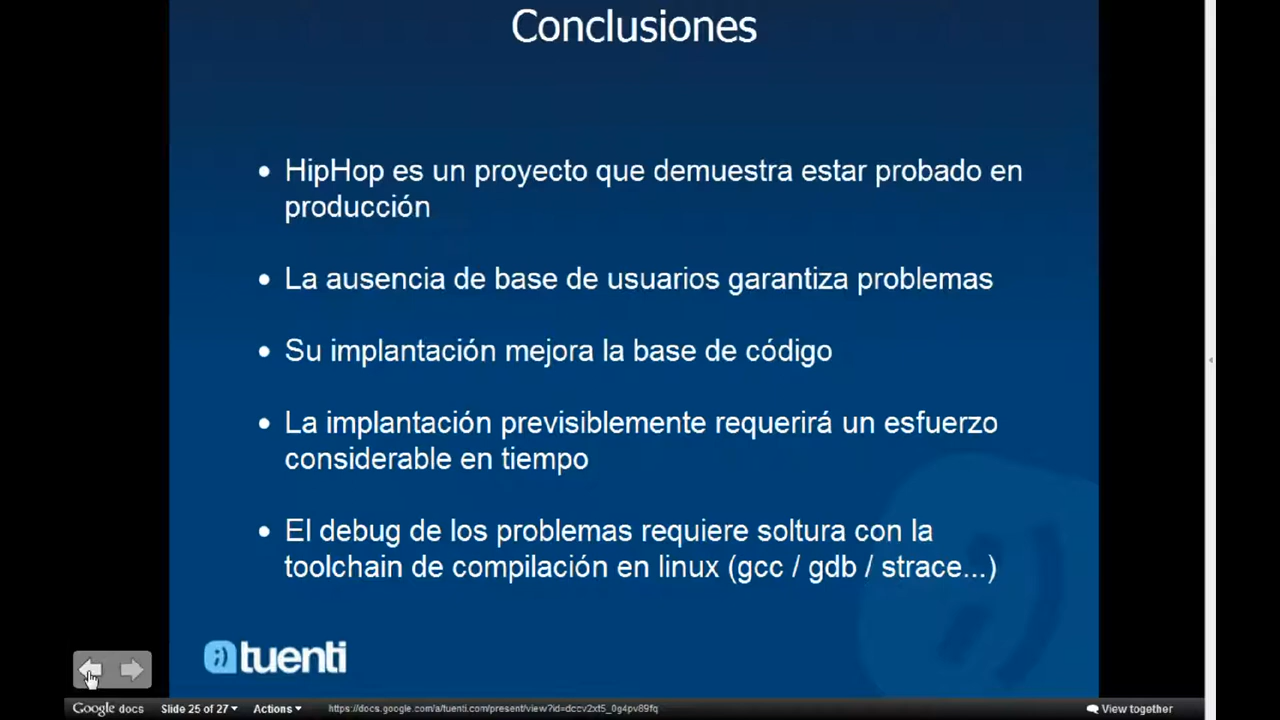 Conclusiones
• HipHop es un proyecto que demuestra estar probado en
producción
• La ausencia de base de usuarios garantiza problemas
• Su implantación mejora la base de código
• La implantación previsiblemente requerirá un esfuerzo
considerable en tiempo
• El debug de los problemas requiere soltura con la
toolchain de compilación en linux (gcc / gdb / strace...)
;) tuenti
Google docs Slide 25 of 27 Actions https://docs.google.com/a/tuenti.com/present/view?id=dccv2xt5_0g4pv89fq View together